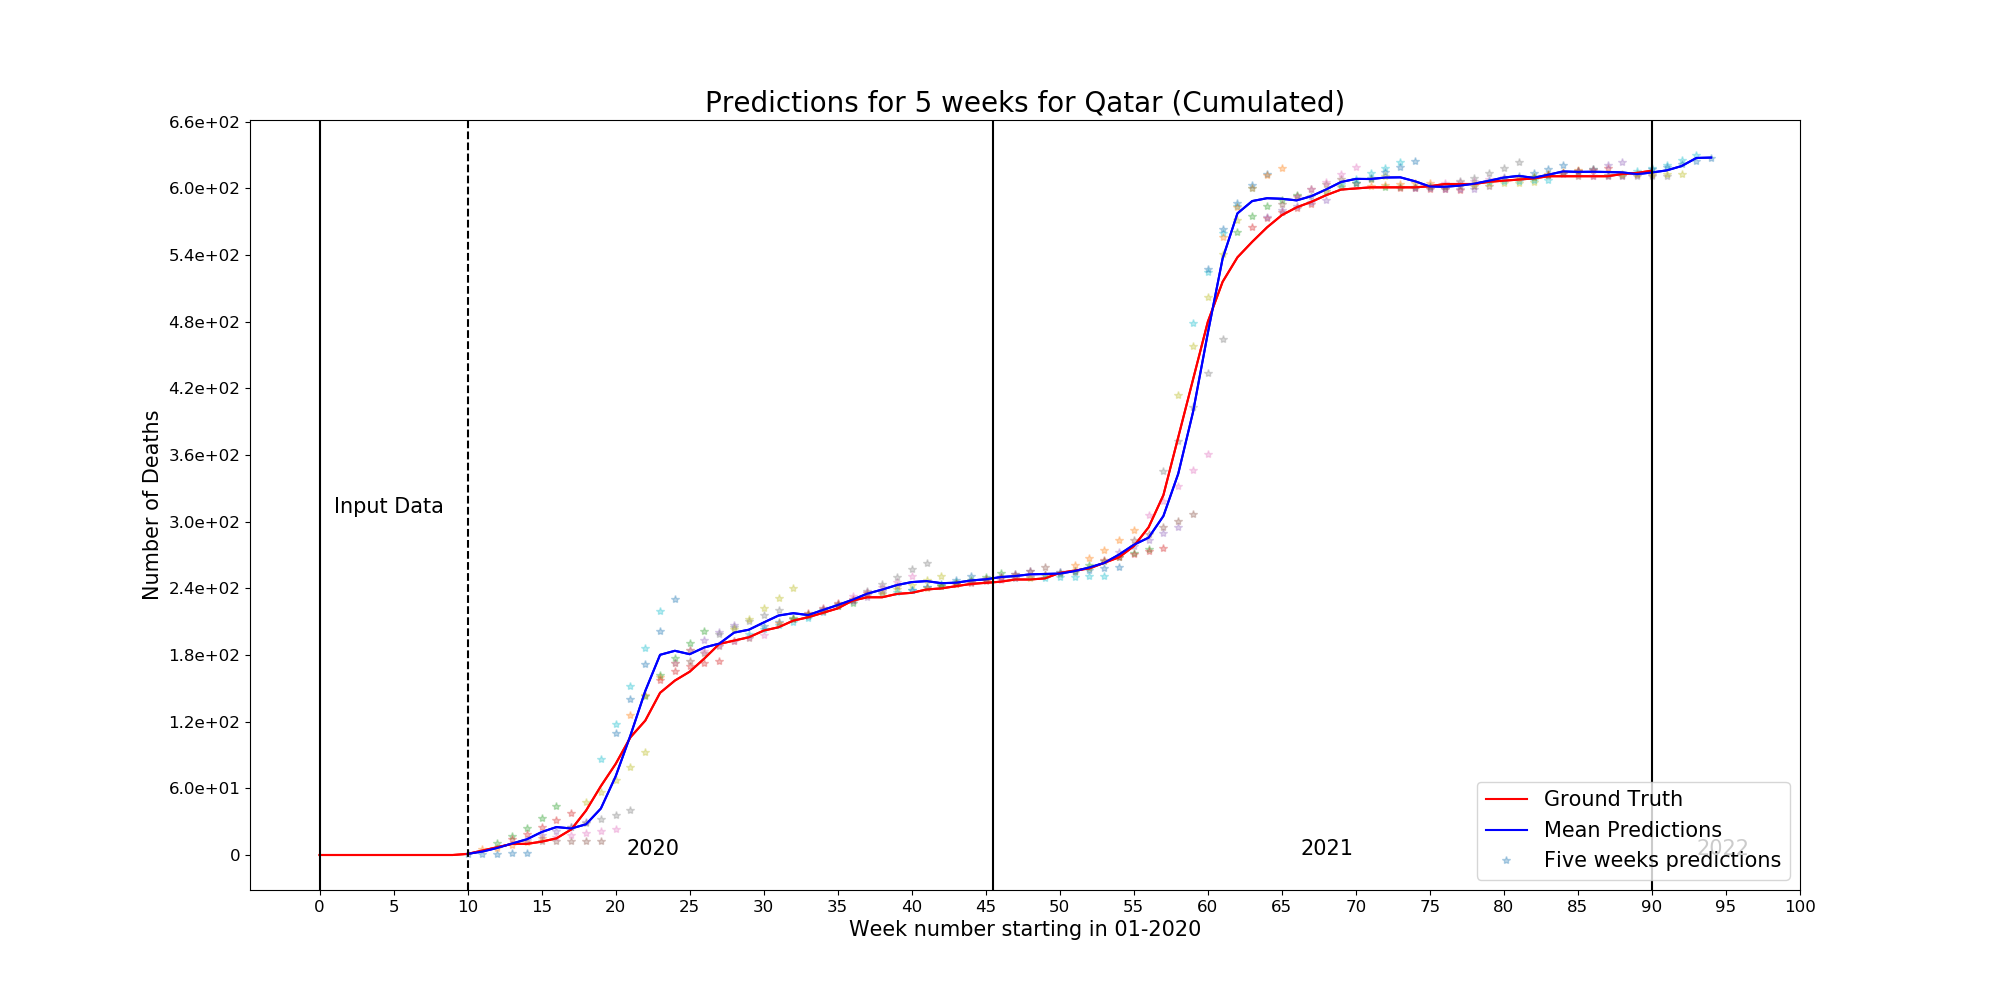 Predictions for 5 weeks for Qatar (Cumulated)
6.6e+02
6.0e+02
5.4e+02
4.8e+02
4.2e+02
3.6e+02
3.0e+02
2.4e+02
1.8e+02
1.2e+02
6.0e+01
0
Number of Deaths
Input Data
2020
2021
2022
Ground Truth
Mean Predictions
Five weeks predictions
0 5 10 15 20 25 30 35 40 45 50 55 60 65 70 75 80 85 90 95 100
Week number starting in 01-2020